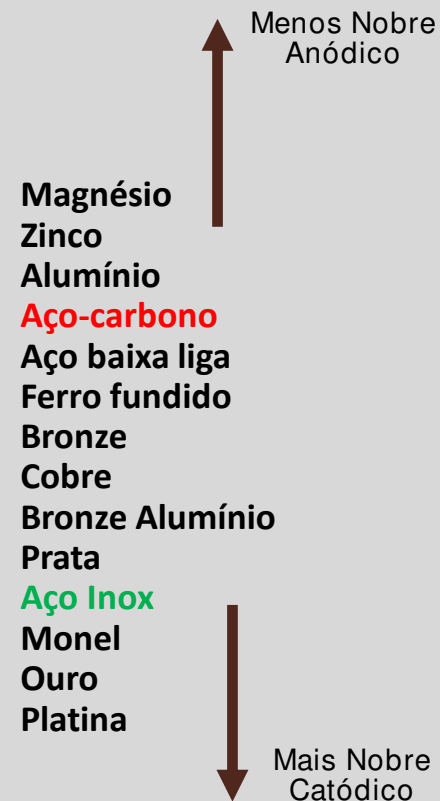 Menos Nobre
Anódico
Magnésio
Zinco
Alumínio
Aço-carbono
Aço baixa liga
Ferro fundido
Bronze
Cobre
Bronze Alumínio
Prata
Aço Inox
Monel
Ouro
Platina
Mais Nobre
Catódico